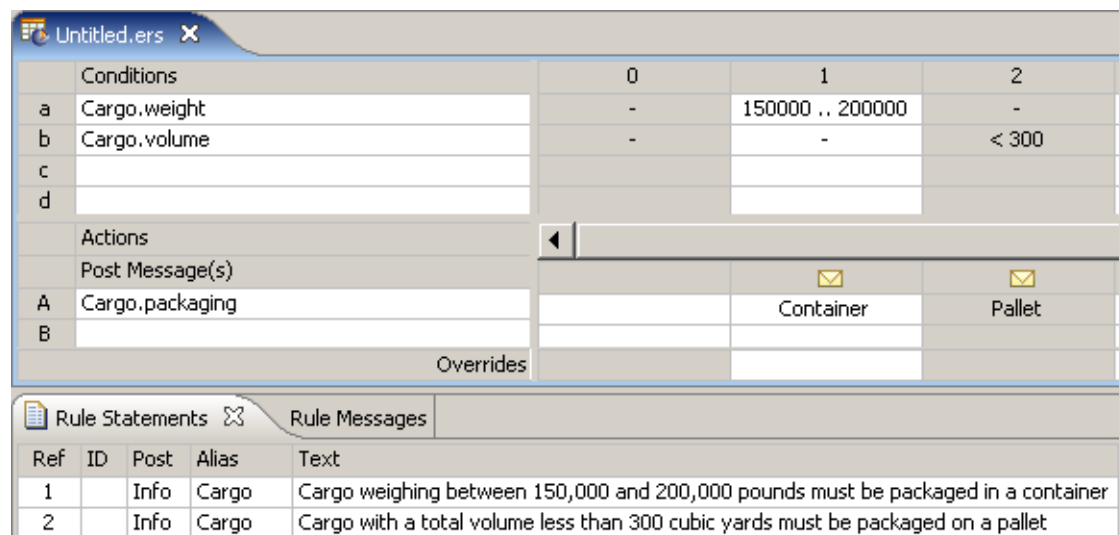 Untitled.ers
Conditions 0 1 2
a Cargo.weight - 150000 .. 200000 -
b Cargo.volume - - < 300
c
d
Actions
Post Message(s)
A Cargo.packaging Container Pallet
B
Overrides
Rule Statements Rule Messages
Ref ID Post Alias Text
1 Info Cargo Cargo weighing between 150,000 and 200,000 pounds must be packaged in a container
2 Info Cargo Cargo with a total volume less than 300 cubic yards must be packaged on a pallet